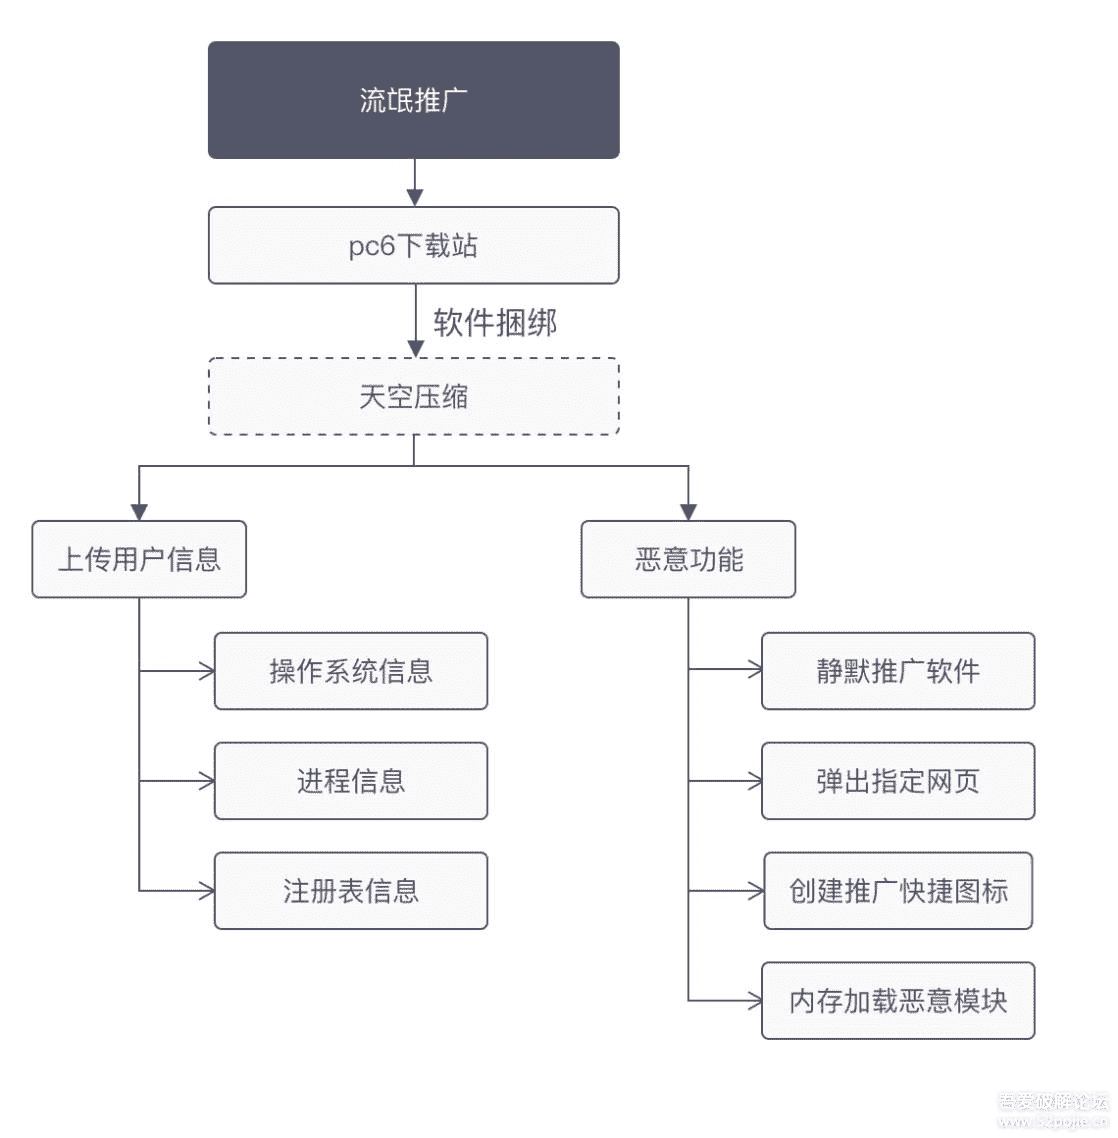 流氓推广
pc6下载站
软件捆绑
天空压缩
上传用户信息
恶意功能
操作系统信息
静默推广软件
进程信息
弹出指定网页
注册表信息
创建推广快捷图标
内存加载恶意模块
吾爱破解论坛
www.52pojie.cn